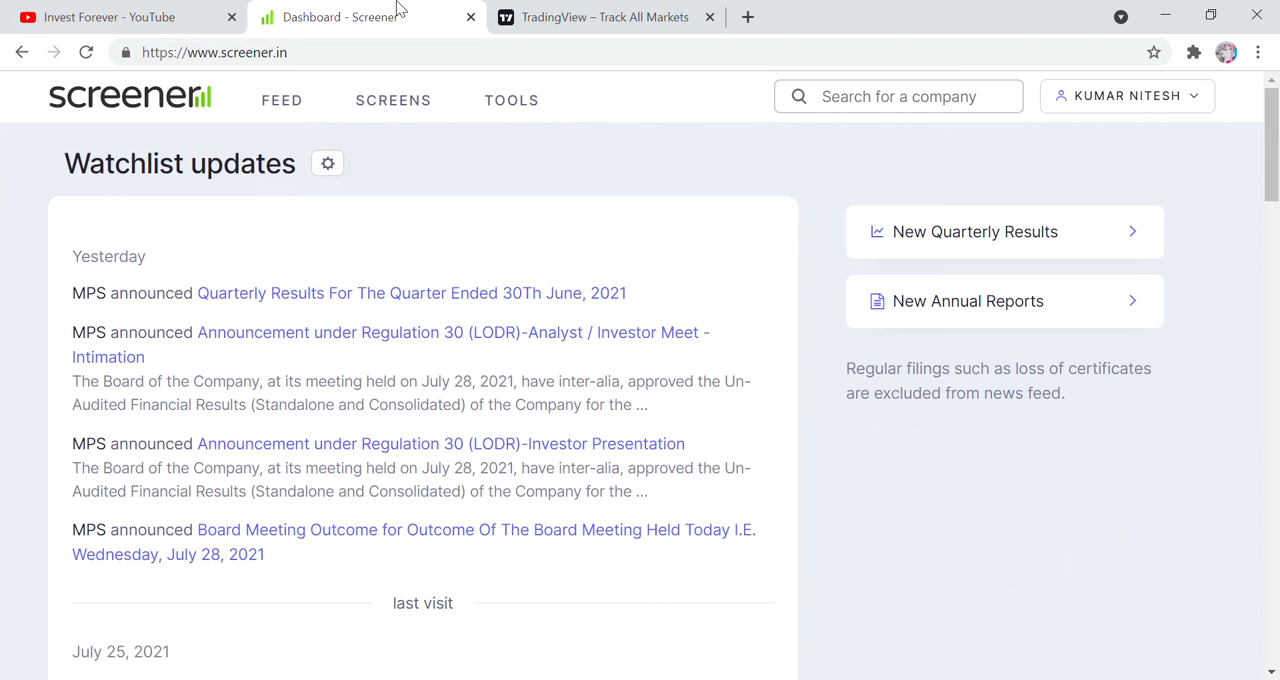 Invest Forever - YouTube
Dashboard - Screener
TradingView – Track All Markets
https://www.screener.in
screener
FEED
SCREENS
TOOLS
Search for a company
KUMAR NITESH
Watchlist updates
Yesterday
MPS announced Quarterly Results For The Quarter Ended 30Th June, 2021
MPS announced Announcement under Regulation 30 (LODR)-Analyst / Investor Meet -
Intimation
The Board of the Company, at its meeting held on July 28, 2021, have inter-alia, approved the Un-
Audited Financial Results (Standalone and Consolidated) of the Company for the ...
MPS announced Announcement under Regulation 30 (LODR)-Investor Presentation
The Board of the Company, at its meeting held on July 28, 2021, have inter-alia, approved the Un-
Audited Financial Results (Standalone and Consolidated) of the Company for the ...
MPS announced Board Meeting Outcome for Outcome Of The Board Meeting Held Today I.E.
Wednesday, July 28, 2021
last visit
July 25, 2021
New Quarterly Results
New Annual Reports
Regular filings such as loss of certificates
are excluded from news feed.